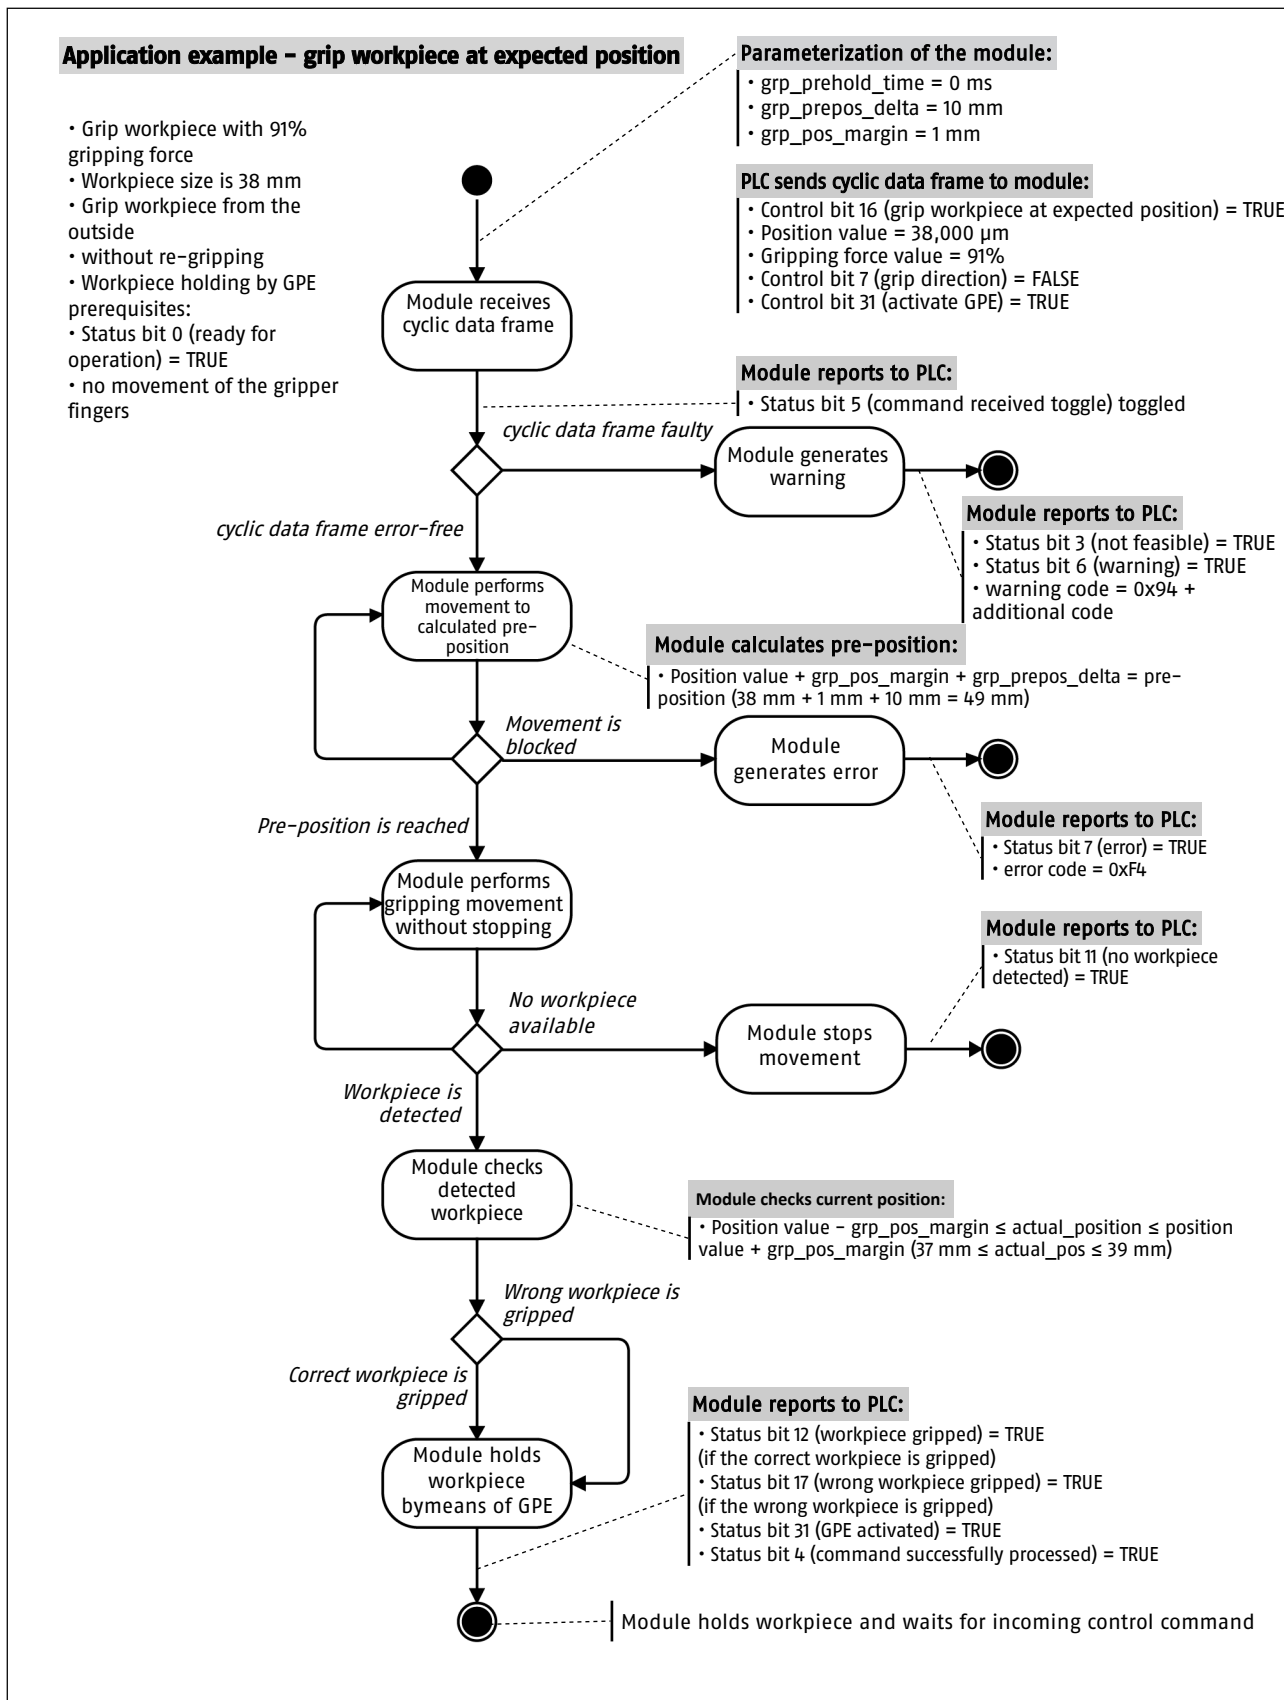 Application example – grip workpiece at expected position
• Grip workpiece with 91%
gripping force
• Workpiece size is 38 mm
• Grip workpiece from the
outside
• without re-gripping
• Workpiece holding by GPE
prerequisites:
• Status bit 0 (ready for
operation) = TRUE
• no movement of the gripper
fingers
Parameterization of the module:
• grp_prehold_time = 0 ms
• grp_prepos_delta = 10 mm
• grp_pos_margin = 1 mm
PLC sends cyclic data frame to module:
• Control bit 16 (grip workpiece at expected position) = TRUE
• Position value = 38,000 µm
• Gripping force value = 91%
• Control bit 7 (grip direction) = FALSE
• Control bit 31 (activate GPE) = TRUE
Module receives
cyclic data frame
Module reports to PLC:
• Status bit 5 (command received toggle) toggled
cyclic data frame faulty
Module generates
warning
Module reports to PLC:
• Status bit 3 (not feasible) = TRUE
• Status bit 6 (warning) = TRUE
• warning code = 0x94 +
additional code
cyclic data frame error-free
Module performs
movement to
calculated pre-
position
Module calculates pre-position:
• Position value + grp_pos_margin + grp_prepos_delta = pre-
position (38 mm + 1 mm + 10 mm = 49 mm)
Movement is
blocked
Module
generates error
Module reports to PLC:
• Status bit 7 (error) = TRUE
• error code = 0xF4
Pre-position is reached
Module performs
gripping movement
without stopping
Module reports to PLC:
• Status bit 11 (no workpiece
detected) = TRUE
No workpiece
available
Module stops
movement
Workpiece is
detected
Module checks
detected
workpiece
Module checks current position:
• Position value - grp_pos_margin ≤ actual_position ≤ position
value + grp_pos_margin (37 mm ≤ actual_pos ≤ 39 mm)
Wrong workpiece is
gripped
Correct workpiece is
gripped
Module holds
workpiece
bymeans of GPE
Module reports to PLC:
• Status bit 12 (workpiece gripped) = TRUE
(if the correct workpiece is gripped)
• Status bit 17 (wrong workpiece gripped) = TRUE
(if the wrong workpiece is gripped)
• Status bit 31 (GPE activated) = TRUE
• Status bit 4 (command successfully processed) = TRUE
Module holds workpiece and waits for incoming control command